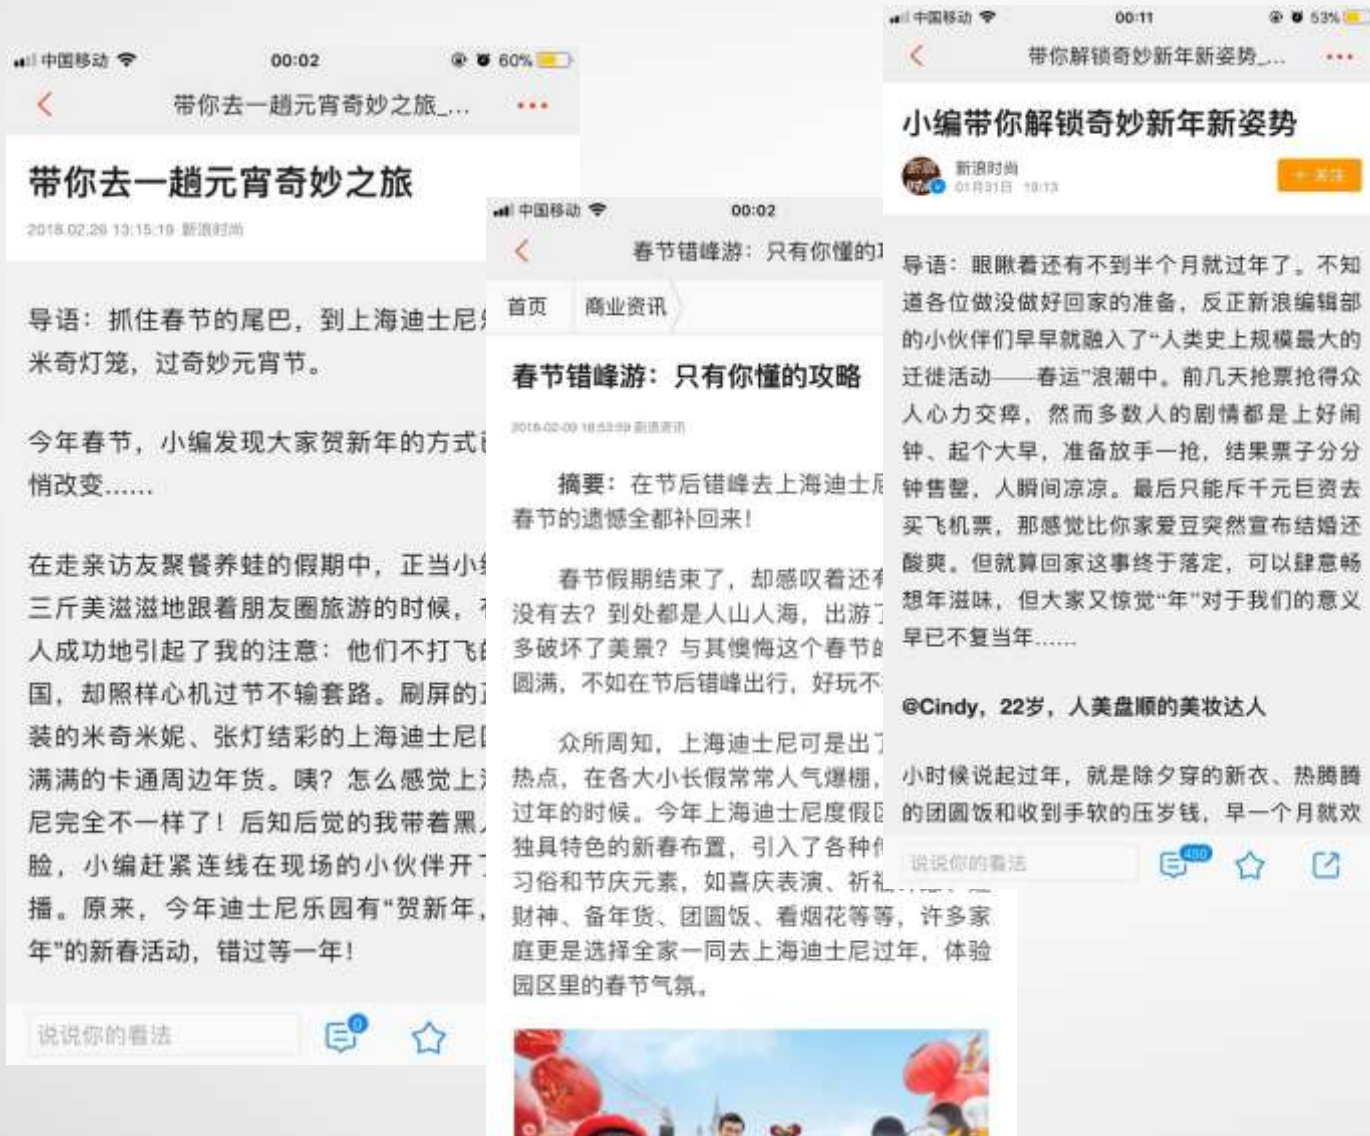 中国移动 00:02 60%
带你去一趟元宵奇妙之旅_...
带你去一趟元宵奇妙之旅
2018.02.26 13:15:19 新浪时尚
导语：抓住春节的尾巴，到上海迪士尼
米奇灯笼，过奇妙元宵节。
今年春节，小编发现大家贺新年的方式
悄改变......
在走亲访友聚餐养蛙的假期中，正当小
三斤美滋滋地跟着朋友圈旅游的时候，
人成功地引起了我的注意：他们不打飞
国，却照样心机过节不输套路。刷屏的
装的米奇米妮、张灯结彩的上海迪士尼
满满的卡通周边年货。咦？怎么感觉上
尼完全不一样了！后知后觉的我带着黑
脸，小编赶紧连线在现场的小伙伴开
播。原来，今年迪士尼乐园有“贺新年，
年”的新春活动，错过等一年！
说说你的看法 0
中国移动 00:02
春节错峰游：只有你懂的
首页 商业资讯
春节错峰游：只有你懂的攻略
摘要：在节后错峰去上海迪士
春节的遗憾全都补回来！
春节假期结束了，却感叹着还
没有去？到处都是人山人海，出游
多破坏了美景？与其懊悔这个春节
圆满，不如在节后错峰出行，好玩不
众所周知，上海迪士尼可是出
热点，在各大小长假常常人气爆棚，
过年的时候。今年上海迪士尼度假
独具特色的新春布置，引入了各种
习俗和节庆元素，如喜庆表演、祈
财神、备年货、团圆饭、看烟花等等，许多家
庭更是选择全家一同去上海迪士尼过年，体验
园区里的春节气氛。
中国移动 00:11 53%
带你解锁奇妙新年新姿势_...
小编带你解锁奇妙新年新姿势
新浪时尚
01月31日 19:13
+ 关注
导语：眼瞅着还有不到半个月就过年了。不知
道各位做没做好回家的准备，反正新浪编辑部
的小伙伴们早早就融入了“人类史上规模最大的
迁徙活动——春运”浪潮中。前几天抢票抢得众
人心力交瘁，然而多数人的剧情都是上好闹
钟、起个大早，准备放手一抢，结果票子分分
钟售罄，人瞬间凉凉。最后只能斥千元巨资去
买飞机票，那感觉比你家爱豆突然宣布结婚还
酸爽。但就算回家这事终于落定，可以肆意畅
想年滋味，但大家又惊觉“年”对于我们的意义
早已不复当年......
@Cindy，22岁，人美盘顺的美妆达人
小时候说起过年，就是除夕穿的新衣、热腾腾
的团圆饭和收到手软的压岁钱，早一个月就欢
说说你的看法 480